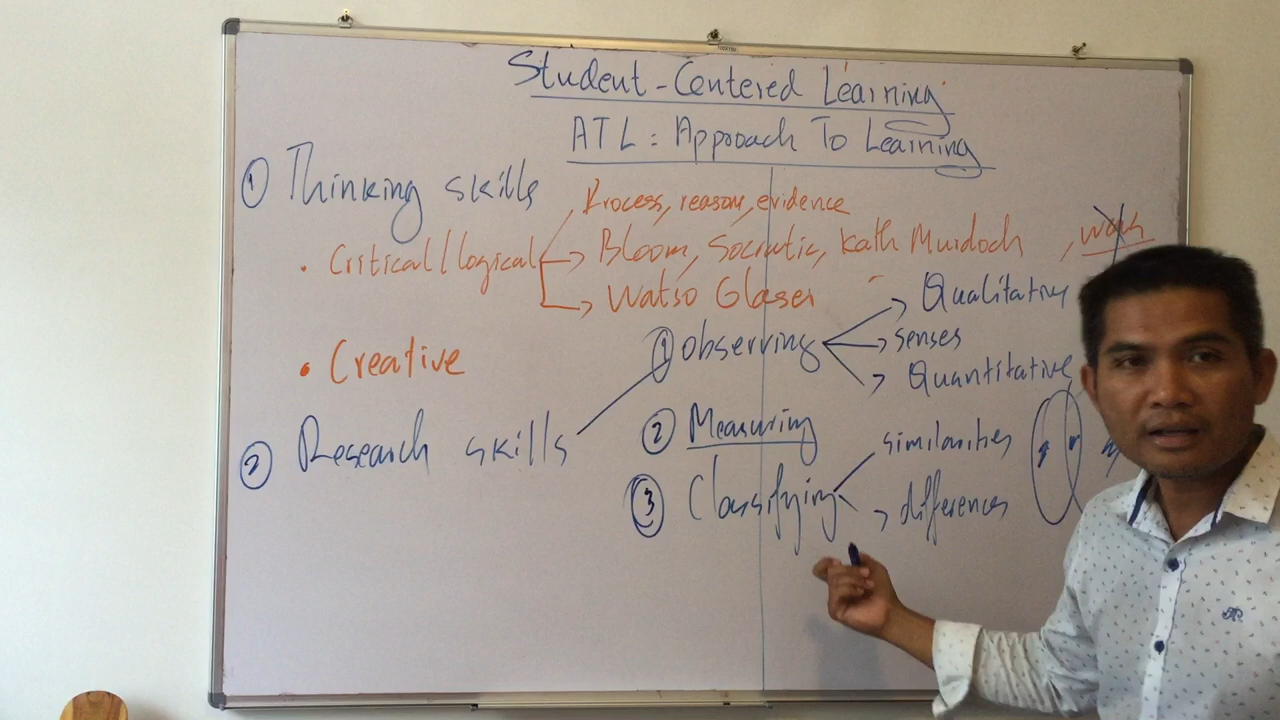 Student-Centered Learning
ATL: Approach To Learning
① Thinking skills
Process, reason, evidence
• Critical/logical → Bloom, Socratic, Kath Murdoch,
→ Watso Glaser
→ Qualitative
① Observing → senses
→ Quantitative
• Creative
② Research skills
② Measuring
similarities
③ Classifying
→ differences